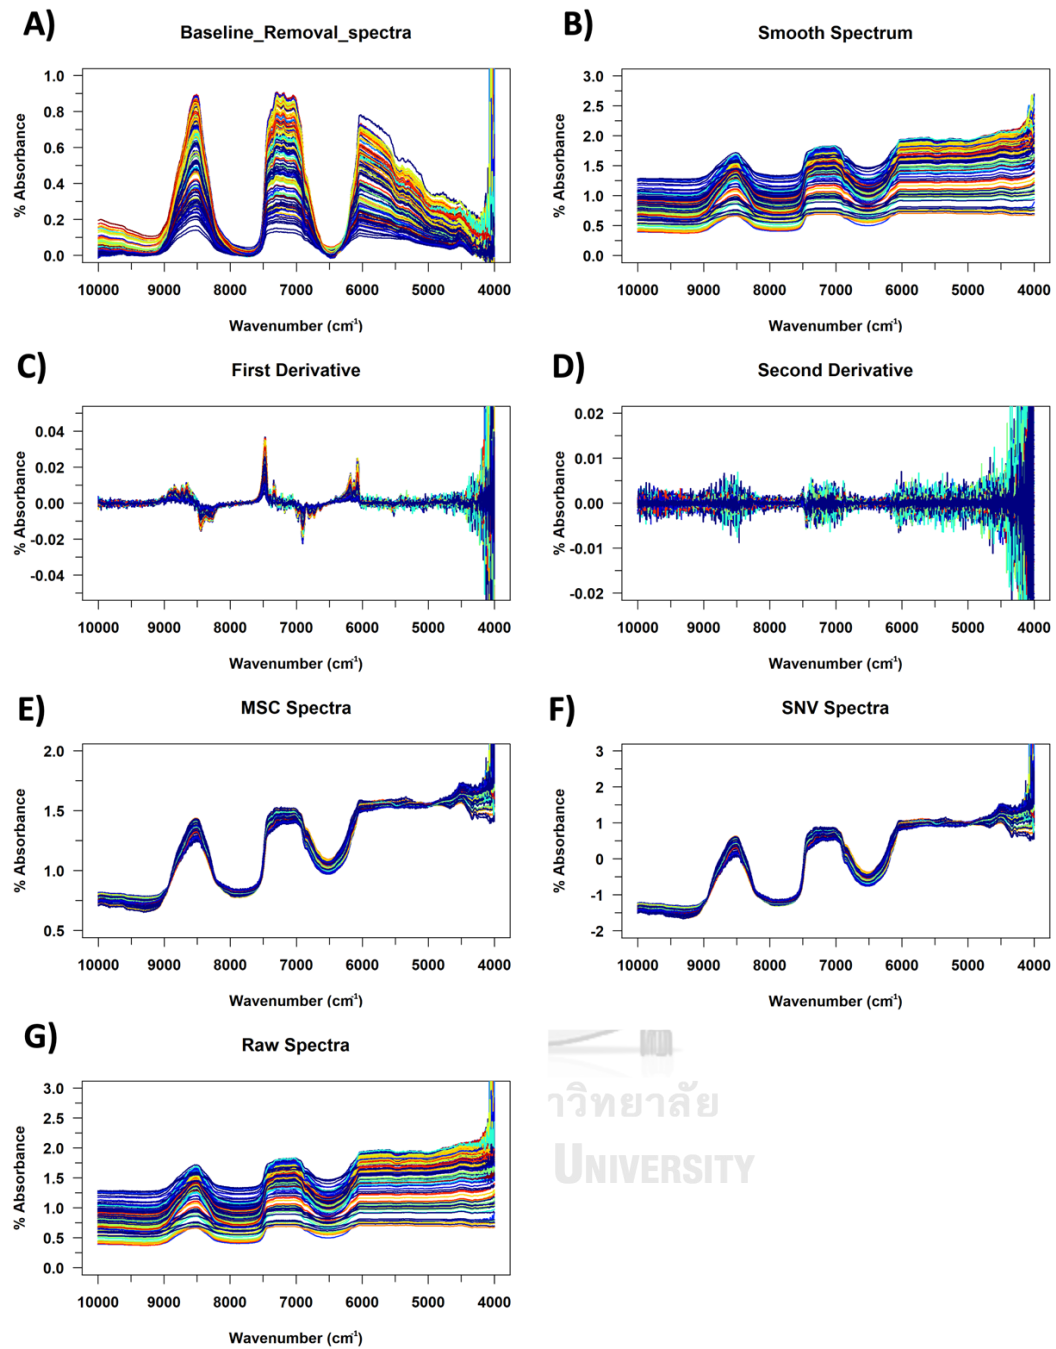 A)
Baseline_Removal_spectra
1.0
0.8
0.6
0.4
0.2
0.0
% Absorbance
10000 9000 8000 7000 6000 5000 4000
Wavenumber (cm⁻¹)
B)
Smooth Spectrum
3.0
2.5
2.0
1.5
1.0
0.5
0.0
% Absorbance
10000 9000 8000 7000 6000 5000 4000
Wavenumber (cm⁻¹)
C)
First Derivative
0.04
0.02
0.00
-0.02
-0.04
% Absorbance
10000 9000 8000 7000 6000 5000 4000
Wavenumber (cm⁻¹)
D)
Second Derivative
0.02
0.01
0.00
-0.01
-0.02
% Absorbance
10000 9000 8000 7000 6000 5000 4000
Wavenumber (cm⁻¹)
E)
MSC Spectra
2.0
1.5
1.0
0.5
% Absorbance
10000 9000 8000 7000 6000 5000 4000
Wavenumber (cm⁻¹)
F)
SNV Spectra
3
2
1
0
-1
-2
% Absorbance
10000 9000 8000 7000 6000 5000 4000
Wavenumber (cm⁻¹)
G)
Raw Spectra
3.0
2.5
2.0
1.5
1.0
0.5
0.0
% Absorbance
10000 9000 8000 7000 6000 5000 4000
Wavenumber (cm⁻¹)
าวิทยาลัย
UNIVERSITY